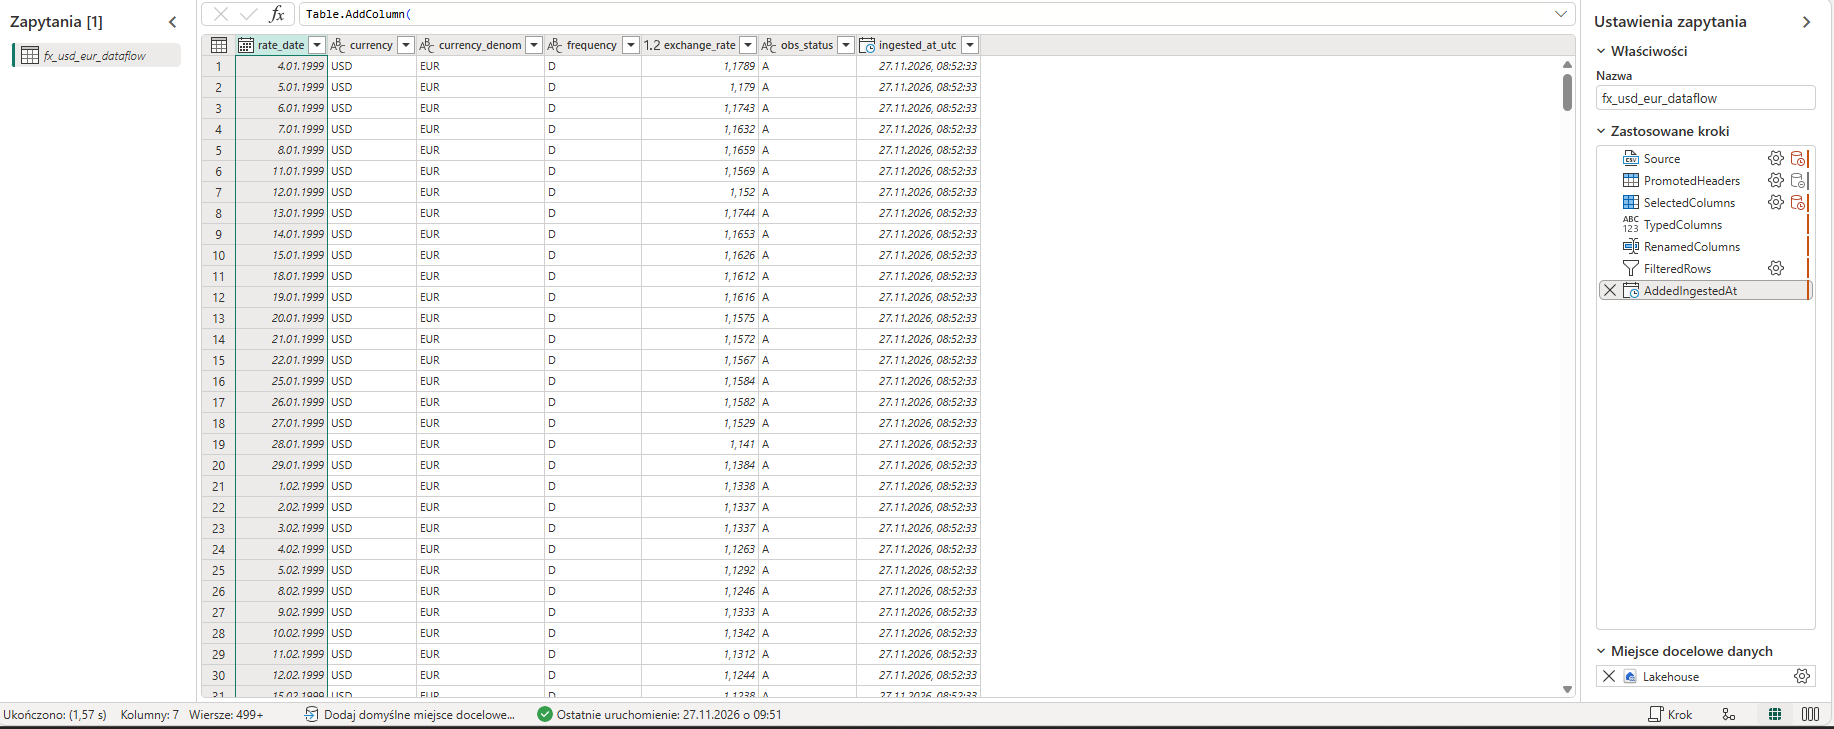 Zapytania [1]
fx_usd_eur_dataflow
fx Table.AddColumn(
rate_date ABC currency ABC currency_denom ABC frequency 1.2 exchange_rate ABC obs_status ingested_at_utc
1 4.01.1999 USD EUR D 1,1789 A 27.11.2026, 08:52:33
2 5.01.1999 USD EUR D 1,179 A 27.11.2026, 08:52:33
3 6.01.1999 USD EUR D 1,1743 A 27.11.2026, 08:52:33
4 7.01.1999 USD EUR D 1,1632 A 27.11.2026, 08:52:33
5 8.01.1999 USD EUR D 1,1659 A 27.11.2026, 08:52:33
6 11.01.1999 USD EUR D 1,1569 A 27.11.2026, 08:52:33
7 12.01.1999 USD EUR D 1,152 A 27.11.2026, 08:52:33
8 13.01.1999 USD EUR D 1,1744 A 27.11.2026, 08:52:33
9 14.01.1999 USD EUR D 1,1653 A 27.11.2026, 08:52:33
10 15.01.1999 USD EUR D 1,1626 A 27.11.2026, 08:52:33
11 18.01.1999 USD EUR D 1,1612 A 27.11.2026, 08:52:33
12 19.01.1999 USD EUR D 1,1616 A 27.11.2026, 08:52:33
13 20.01.1999 USD EUR D 1,1575 A 27.11.2026, 08:52:33
14 21.01.1999 USD EUR D 1,1572 A 27.11.2026, 08:52:33
15 22.01.1999 USD EUR D 1,1567 A 27.11.2026, 08:52:33
16 25.01.1999 USD EUR D 1,1584 A 27.11.2026, 08:52:33
17 26.01.1999 USD EUR D 1,1582 A 27.11.2026, 08:52:33
18 27.01.1999 USD EUR D 1,1529 A 27.11.2026, 08:52:33
19 28.01.1999 USD EUR D 1,141 A 27.11.2026, 08:52:33
20 29.01.1999 USD EUR D 1,1384 A 27.11.2026, 08:52:33
21 1.02.1999 USD EUR D 1,1338 A 27.11.2026, 08:52:33
22 2.02.1999 USD EUR D 1,1337 A 27.11.2026, 08:52:33
23 3.02.1999 USD EUR D 1,1337 A 27.11.2026, 08:52:33
24 4.02.1999 USD EUR D 1,1263 A 27.11.2026, 08:52:33
25 5.02.1999 USD EUR D 1,1292 A 27.11.2026, 08:52:33
26 8.02.1999 USD EUR D 1,1246 A 27.11.2026, 08:52:33
27 9.02.1999 USD EUR D 1,1333 A 27.11.2026, 08:52:33
28 10.02.1999 USD EUR D 1,1342 A 27.11.2026, 08:52:33
29 11.02.1999 USD EUR D 1,1312 A 27.11.2026, 08:52:33
30 12.02.1999 USD EUR D 1,1244 A 27.11.2026, 08:52:33
31 15.02.1999 USD EUR D 1,1238 A 27.11.2026, 08:52:33
Ustawienia zapytania
Właściwości
Nazwa
fx_usd_eur_dataflow
Zastosowane kroki
CSV Source
PromotedHeaders
SelectedColumns
ABC 123 TypedColumns
RenamedColumns
FilteredRows
AddedIngestedAt
Miejsce docelowe danych
Lakehouse
Ukończono: (1,57 s) Kolumny: 7 Wiersze: 499+ Dodaj domyślne miejsce docelowe... Ostatnie uruchomienie: 27.11.2026 o 09:51 Krok